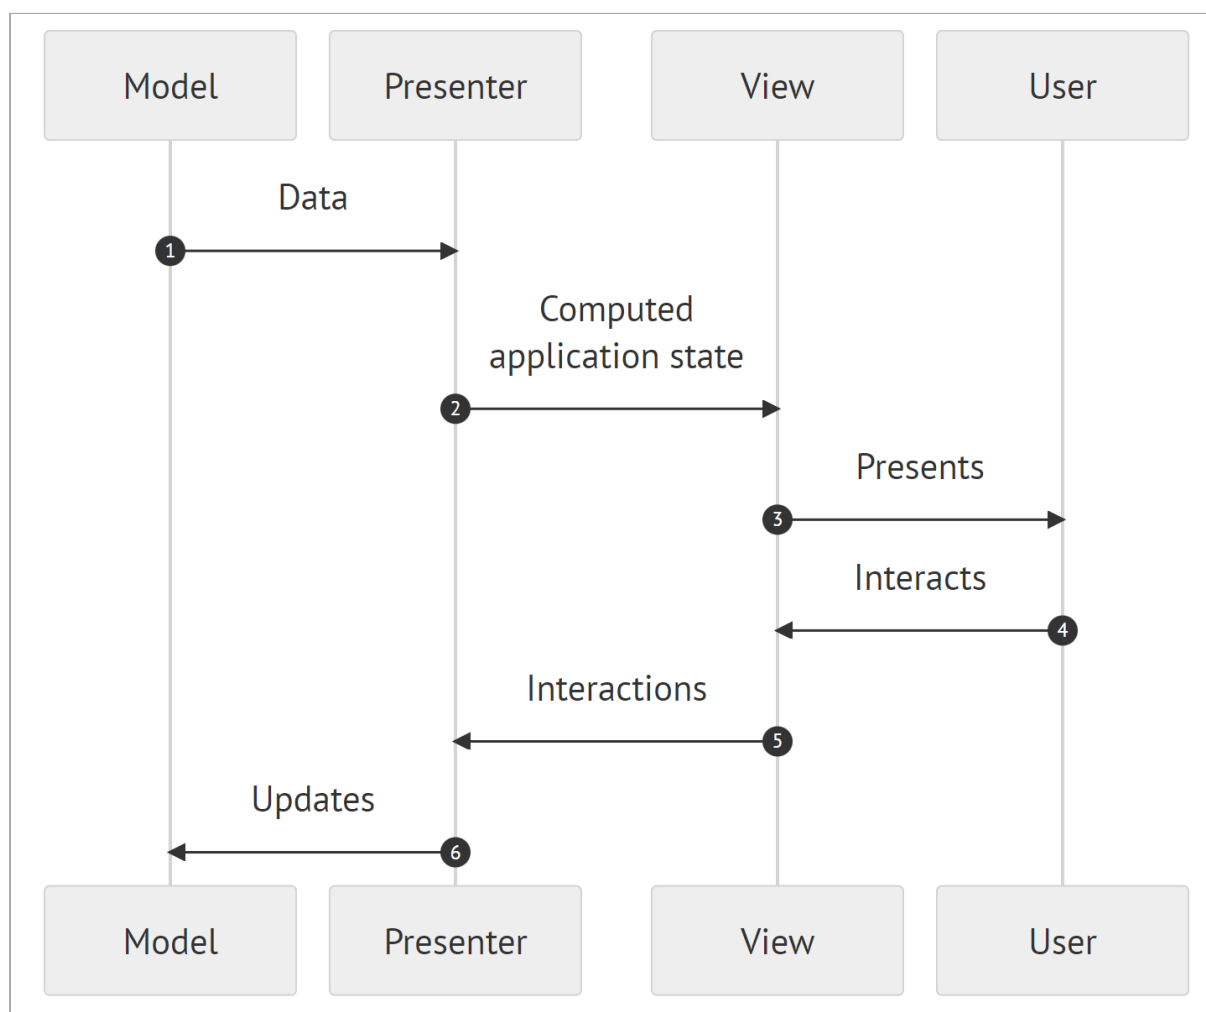 Model
Presenter
View
User
Data
1
Computed
application state
2
Presents
3
Interacts
4
Interactions
5
Updates
6
Model
Presenter
View
User